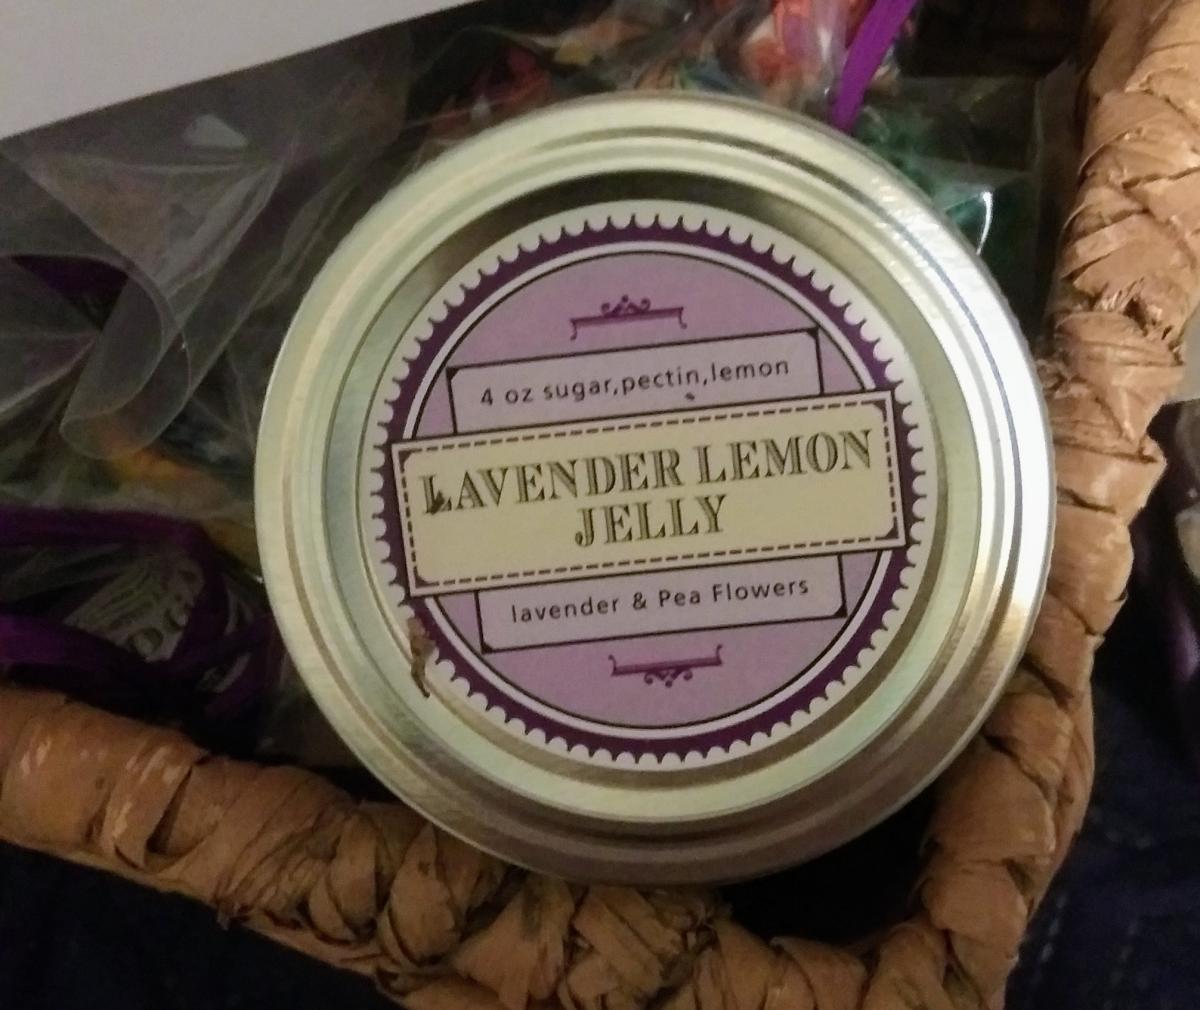 4 oz sugar,pectin,lemon
LAVENDER LEMON
JELLY
lavender & Pea Flowers